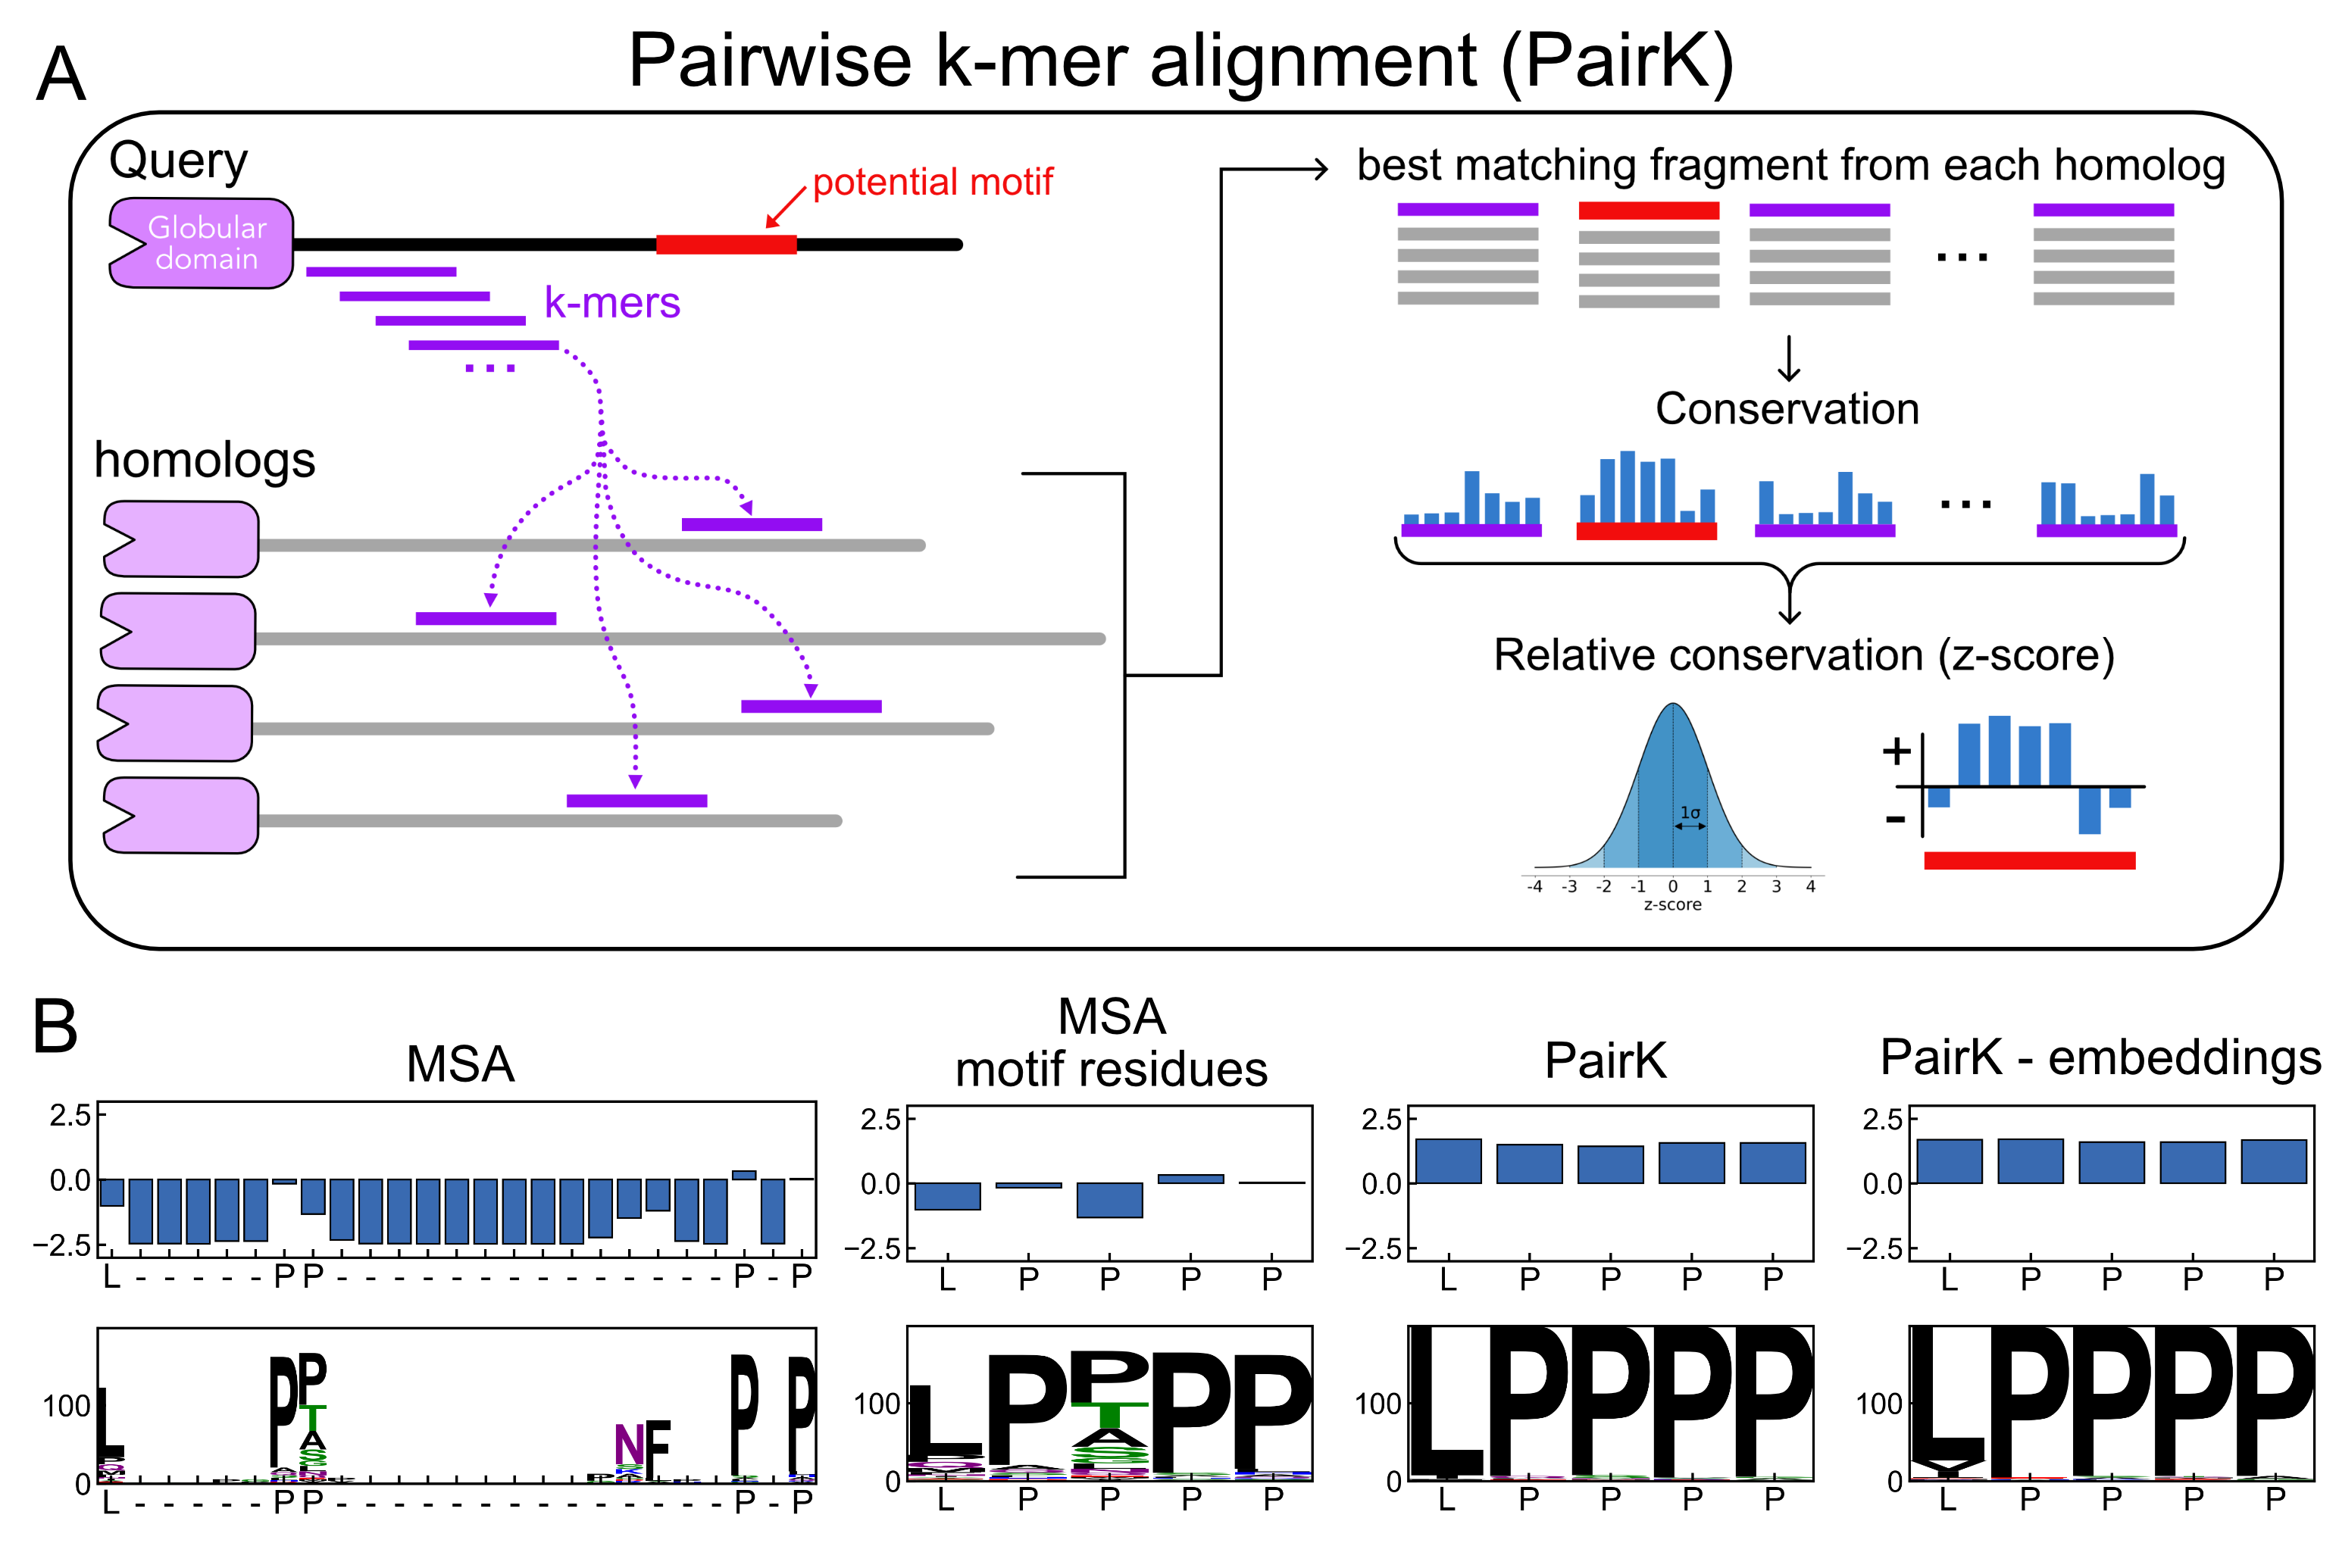 A
Pairwise k-mer alignment (PairK)
Query
Globular
domain
potential motif
k-mers
...
homologs
best matching fragment from each homolog
...
Conservation
...
Relative conservation (z-score)
1σ
-4 -3 -2 -1 0 1 2 3 4
z-score
+
-
B
MSA
2.5
0.0
−2.5
L - - - - - P P - - - - - - - - - - - - - - P - P
100
0
L - - - - - P P - - - - - - - - - - - - - - P - P
MSA
motif residues
2.5
0.0
−2.5
L P P P P
100
0
L P P P P
PairK
2.5
0.0
−2.5
L P P P P
100
0
L P P P P
PairK - embeddings
2.5
0.0
−2.5
L P P P P
100
0
L P P P P